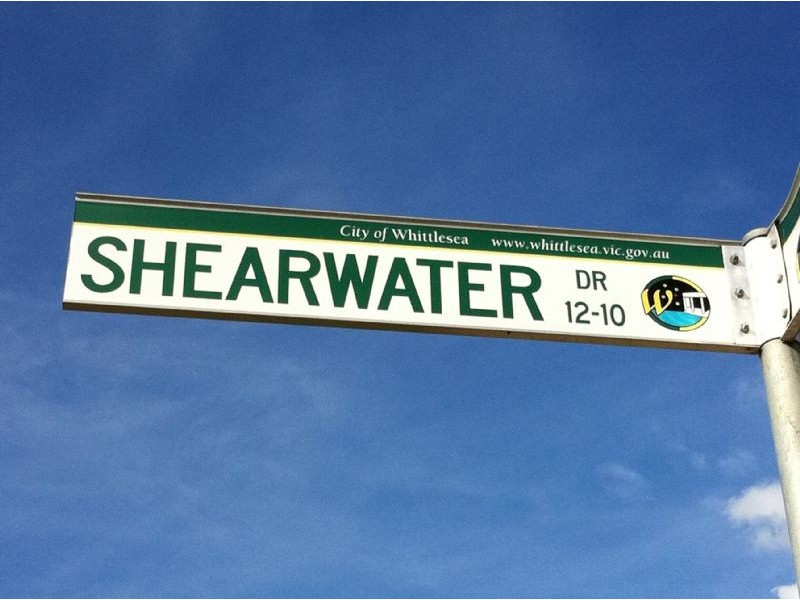 City of Whittlesea www.whittlesea.vic.gov.au
SHEARWATER DR
12-10
W